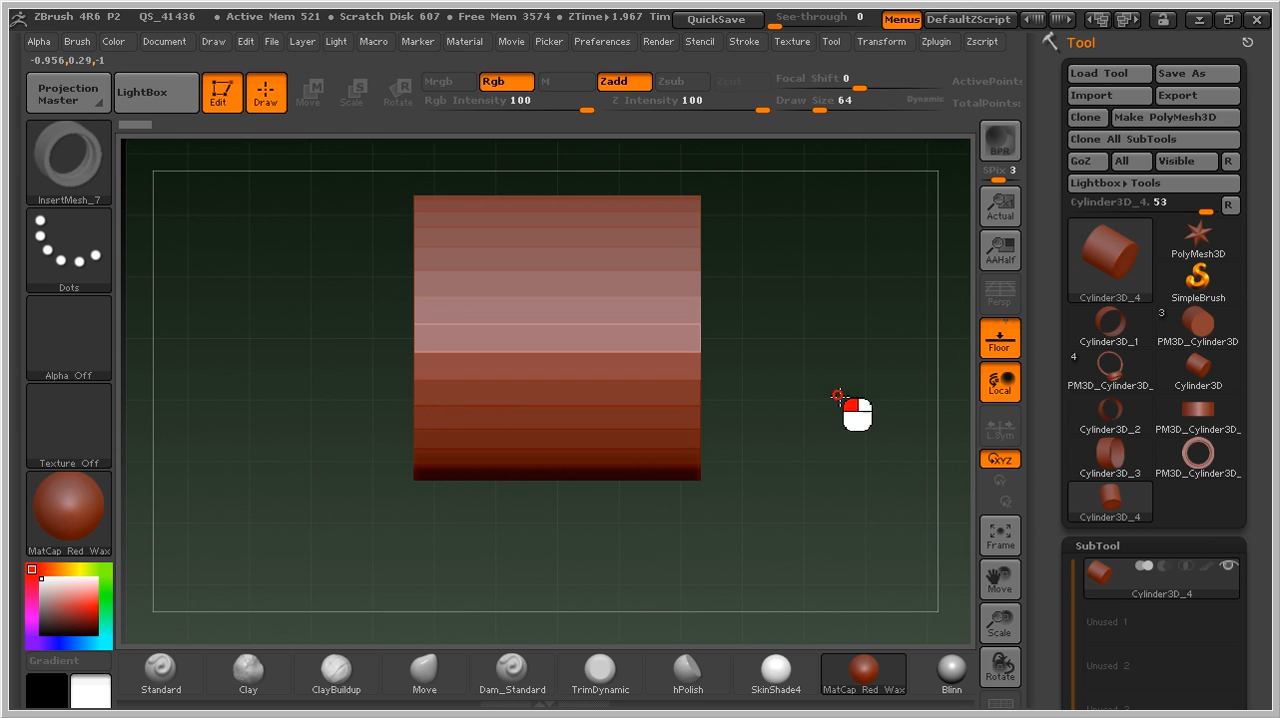 ZBrush 4R6 P2 QS_41436 • Active Mem 521 • Scratch Disk 607 • Free Mem 3574 • ZTime▸1.967 Tim QuickSave See-through 0 Menus DefaultZScript
Alpha Brush Color Document Draw Edit File Layer Light Macro Marker Material Movie Picker Preferences Render Stencil Stroke Texture Tool Transform Zplugin Zscript
-0.956,0.29,-1
Projection Master
LightBox
Edit
Draw
Move
Scale
Rotate
Mrgb Rgb M Zadd Zsub Zcut
Rgb Intensity 100 Z Intensity 100
Focal Shift 0
Draw Size 64 Dynamic
ActivePoints:
TotalPoints:
InsertMesh_7
Dots
Alpha Off
Texture Off
MatCap Red Wax
Gradient
BPR
SPix 3
Actual
AAHalf
Persp
Floor
Local
L.Sym
XYZ
Frame
Move
Scale
Rotate
Standard Clay ClayBuildup Move Dam_Standard TrimDynamic hPolish SkinShade4 MatCap Red Wax Blinn
Tool
Load Tool Save As
Import Export
Clone Make PolyMesh3D
Clone All SubTools
GoZ All Visible R
Lightbox▸Tools
Cylinder3D_4. 53 R
Cylinder3D_4
PolyMesh3D
SimpleBrush
Cylinder3D_1
3
PM3D_Cylinder3D
4
PM3D_Cylinder3D_
Cylinder3D
Cylinder3D_2
PM3D_Cylinder3D_
Cylinder3D_3
PM3D_Cylinder3D_
Cylinder3D_4
SubTool
Cylinder3D_4
Unused 1
Unused 2